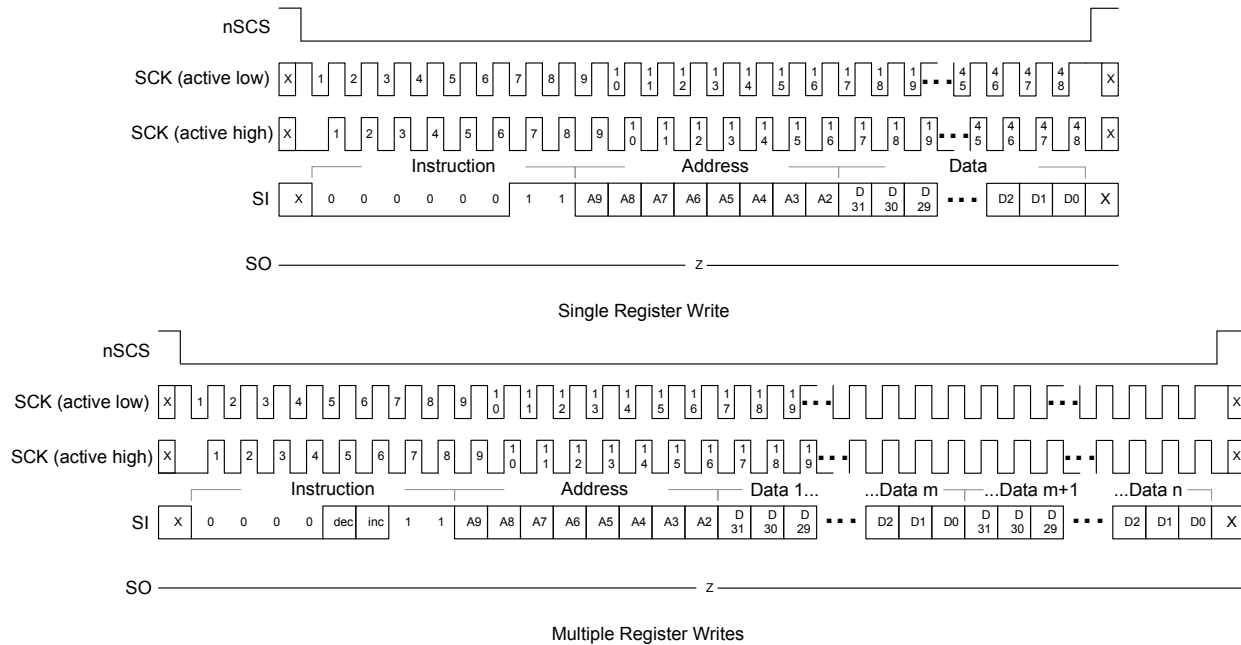 nSCS
SCK (active low) X 1 2 3 4 5 6 7 8 9 10 11 12 13 14 15 16 17 18 19 ... 45 46 47 48 X
SCK (active high) X 1 2 3 4 5 6 7 8 9 10 11 12 13 14 15 16 17 18 19 ... 45 46 47 48 X
Instruction Address Data
SI X 0 0 0 0 0 0 1 1 A9 A8 A7 A6 A5 A4 A3 A2 D31 D30 D29 ... D2 D1 D0 X
SO Z
Single Register Write
nSCS
SCK (active low) X 1 2 3 4 5 6 7 8 9 10 11 12 13 14 15 16 17 18 19 ... ... X
SCK (active high) X 1 2 3 4 5 6 7 8 9 10 11 12 13 14 15 16 17 18 19 ... ... X
Instruction Address Data 1... ...Data m ...Data m+1 ...Data n
SI X 0 0 0 0 dec inc 1 1 A9 A8 A7 A6 A5 A4 A3 A2 D31 D30 D29 ... D2 D1 D0 D31 D30 D29 ... D2 D1 D0 X
SO Z
Multiple Register Writes